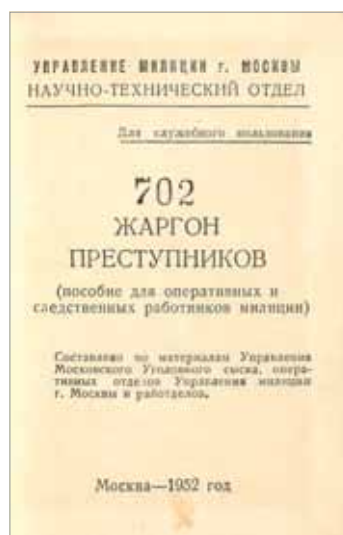 УПРАВЛЕНИЕ МИЛИЦИИ г. МОСКВЫ
НАУЧНО-ТЕХНИЧЕСКИЙ ОТДЕЛ
Для служебного пользования
702
ЖАРГОН
ПРЕСТУПНИКОВ
(пособие для оперативных и
следственных работников милиции)
Составлено по материалам Управления
Московского Уголовного сыска, опера-
тивных отделов Управления милиции
г. Москвы и райотделов.
Москва—1952 год